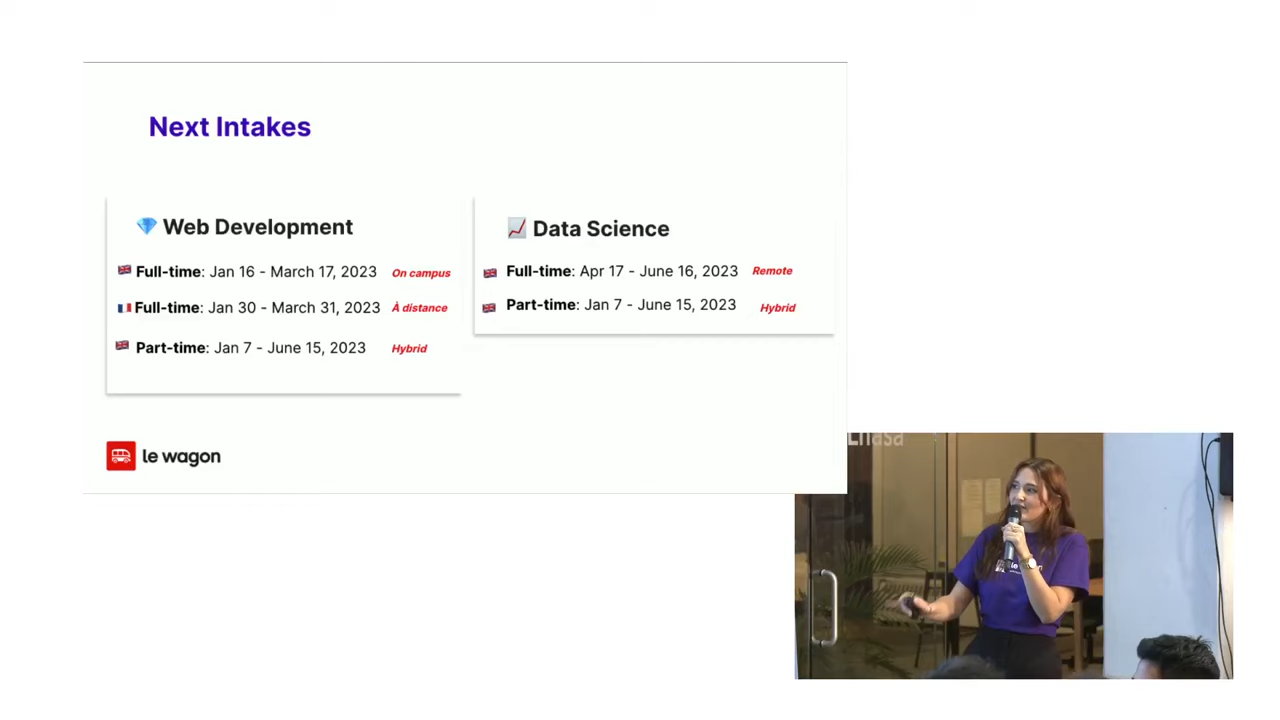 Next Intakes
💎 Web Development
Full-time: Jan 16 - March 17, 2023 On campus
Full-time: Jan 30 - March 31, 2023 À distance
Part-time: Jan 7 - June 15, 2023 Hybrid
📈 Data Science
Full-time: Apr 17 - June 16, 2023 Remote
Part-time: Jan 7 - June 15, 2023 Hybrid
le wagon